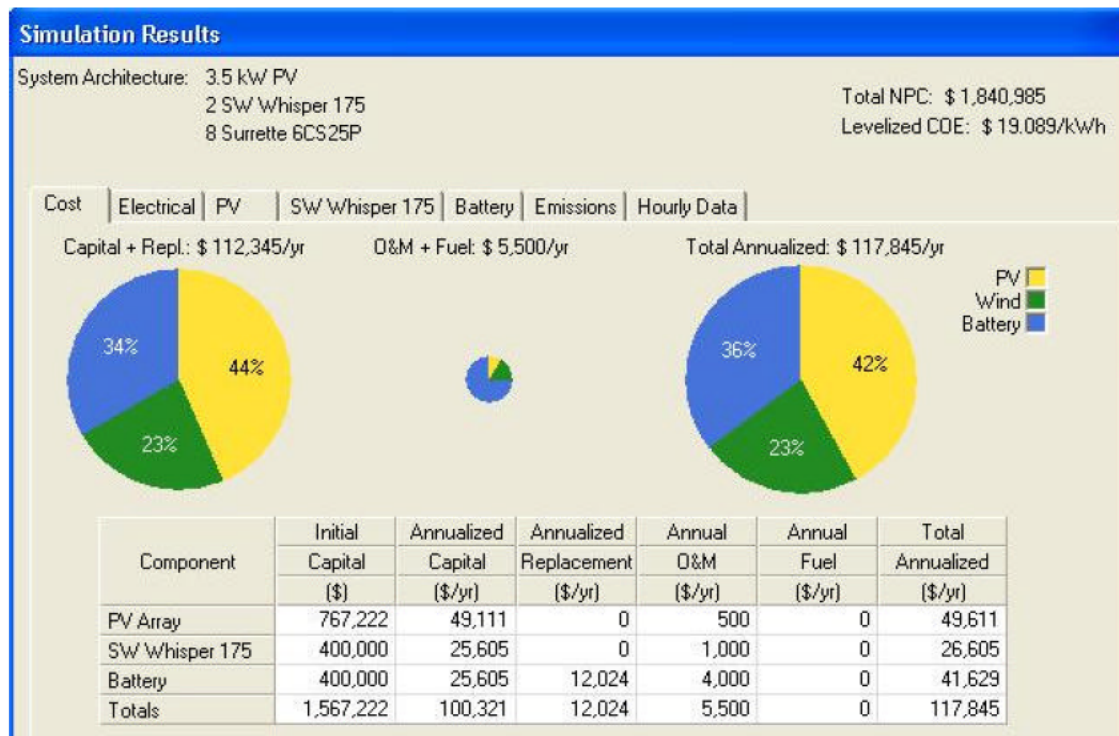 Simulation Results
System Architecture: 3.5 kW PV
2 SW Whisper 175
8 Surrette 6CS25P
Total NPC: $ 1,840,985
Levelized COE: $ 19.089/kWh
Cost Electrical PV SW Whisper 175 Battery Emissions Hourly Data
Capital + Repl.: $ 112,345/yr O&M + Fuel: $ 5,500/yr Total Annualized: $ 117,845/yr
PV
Wind
Battery
34% 44% 23%
36% 42% 23%
Component Initial Annualized Annualized Annual Annual Total
Capital Capital Replacement O&M Fuel Annualized
($) ($/yr) ($/yr) ($/yr) ($/yr) ($/yr)
PV Array 767,222 49,111 0 500 0 49,611
SW Whisper 175 400,000 25,605 0 1,000 0 26,605
Battery 400,000 25,605 12,024 4,000 0 41,629
Totals 1,567,222 100,321 12,024 5,500 0 117,845